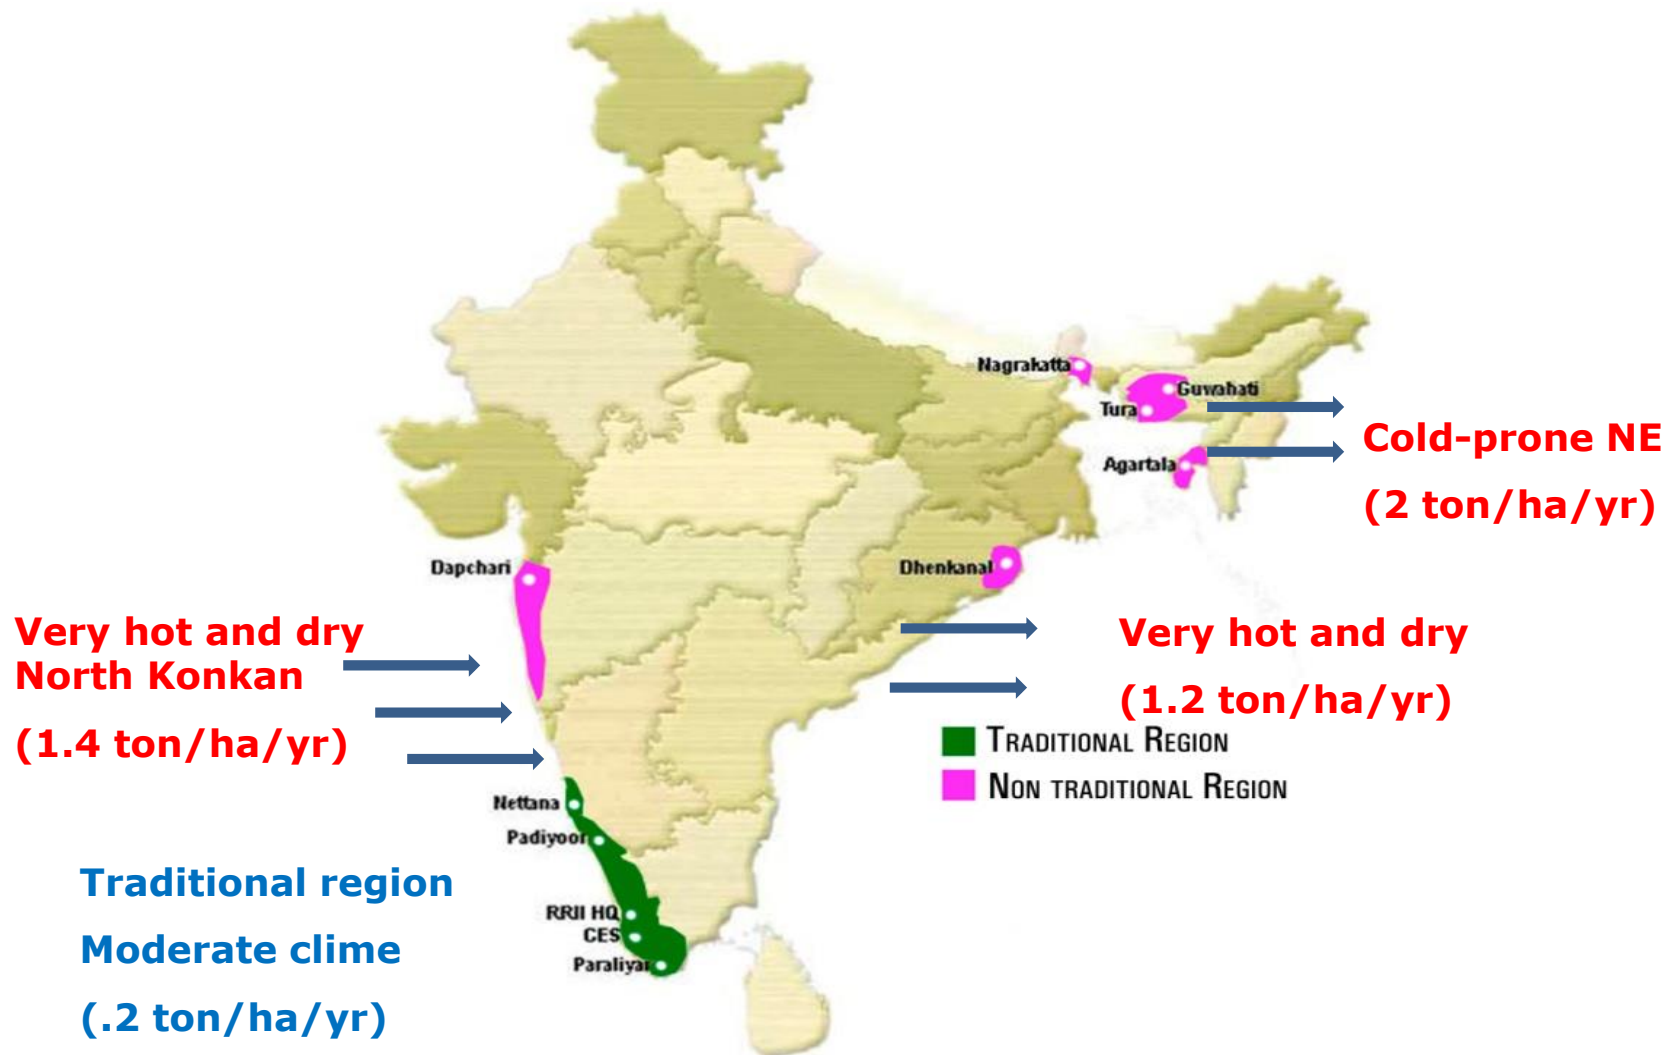 Nagrakatta
Guwahati
Tura
Agartala
Cold-prone NE
(2 ton/ha/yr)
Dapchari
Dhenkanal
Very hot and dry
North Konkan
(1.4 ton/ha/yr)
Very hot and dry
(1.2 ton/ha/yr)
TRADITIONAL REGION
NON TRADITIONAL REGION
Nettana
Padiyoor
RRII HQ
CES
Paraliyar
Traditional region
Moderate clime
(.2 ton/ha/yr)